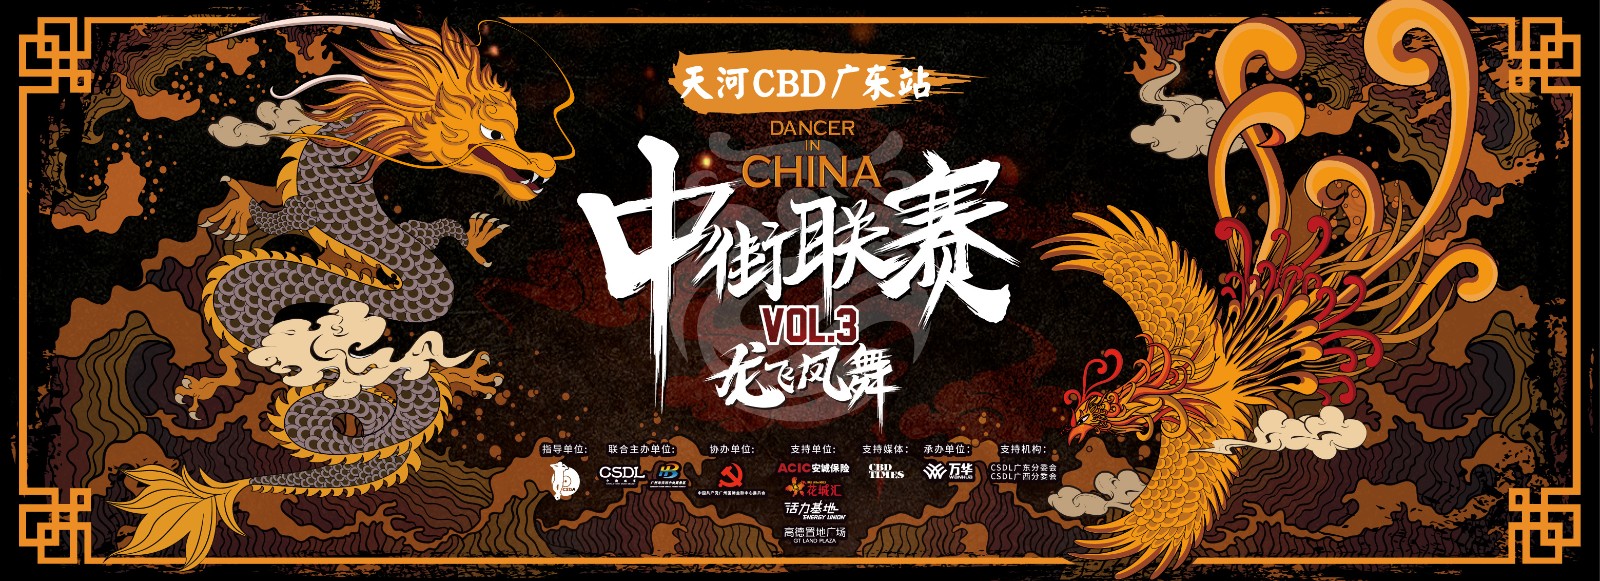 天河CBD广东站
DANCER
IN
CHINA
中街联赛
VOL.3
龙飞凤舞
指导单位:
CSDA
联合主办单位:
CSDL
协办单位:
支持单位:
ACIC安诚保险
花城汇
活力基地
ENERGY UNION
高德置地广场
GT LAND PLAZA
支持媒体:
CBD
TIMES
承办单位:
万华
WANHUA
支持机构:
CSDL广东分委会
CSDL广西分委会